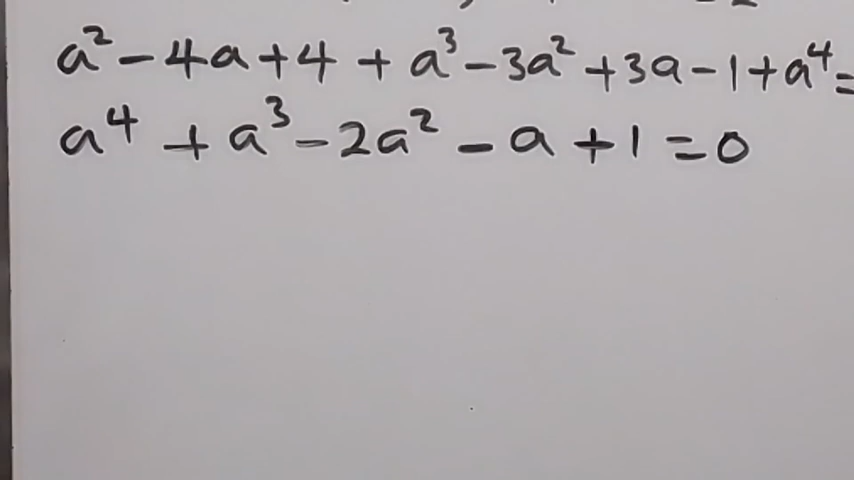 a² - 4a + 4 + a³ - 3a² + 3a - 1 + a⁴ =
a⁴ + a³ - 2a² - a + 1 = 0